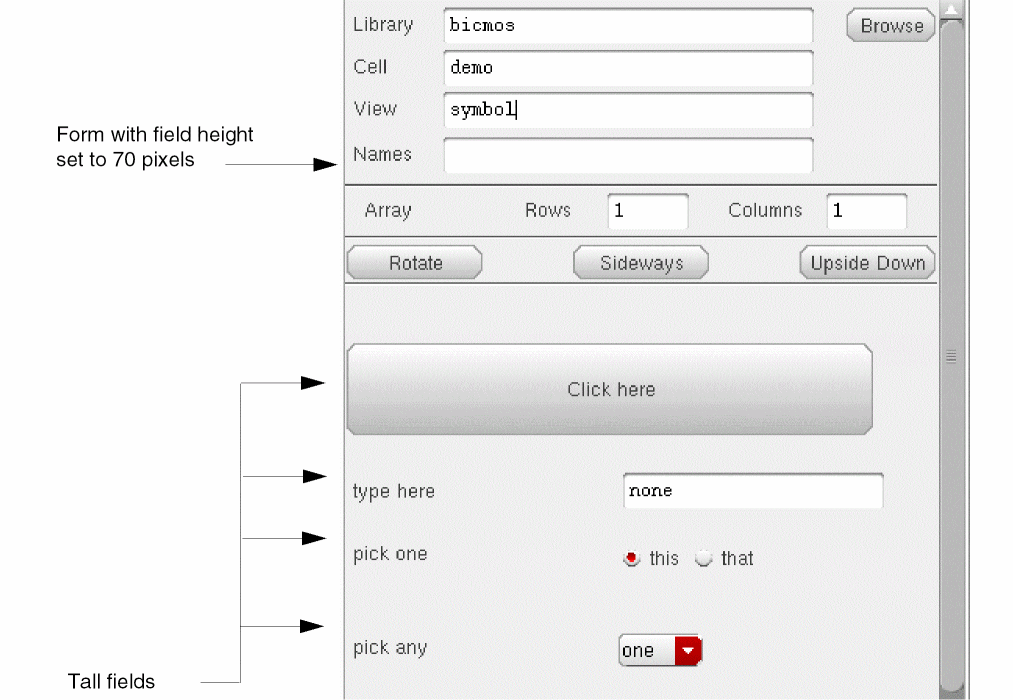 Library bicmos Browse
Cell demo
View symbol
Form with field height
set to 70 pixels
Names
Array Rows 1 Columns 1
Rotate Sideways Upside Down
Click here
type here none
pick one this that
pick any one
Tall fields